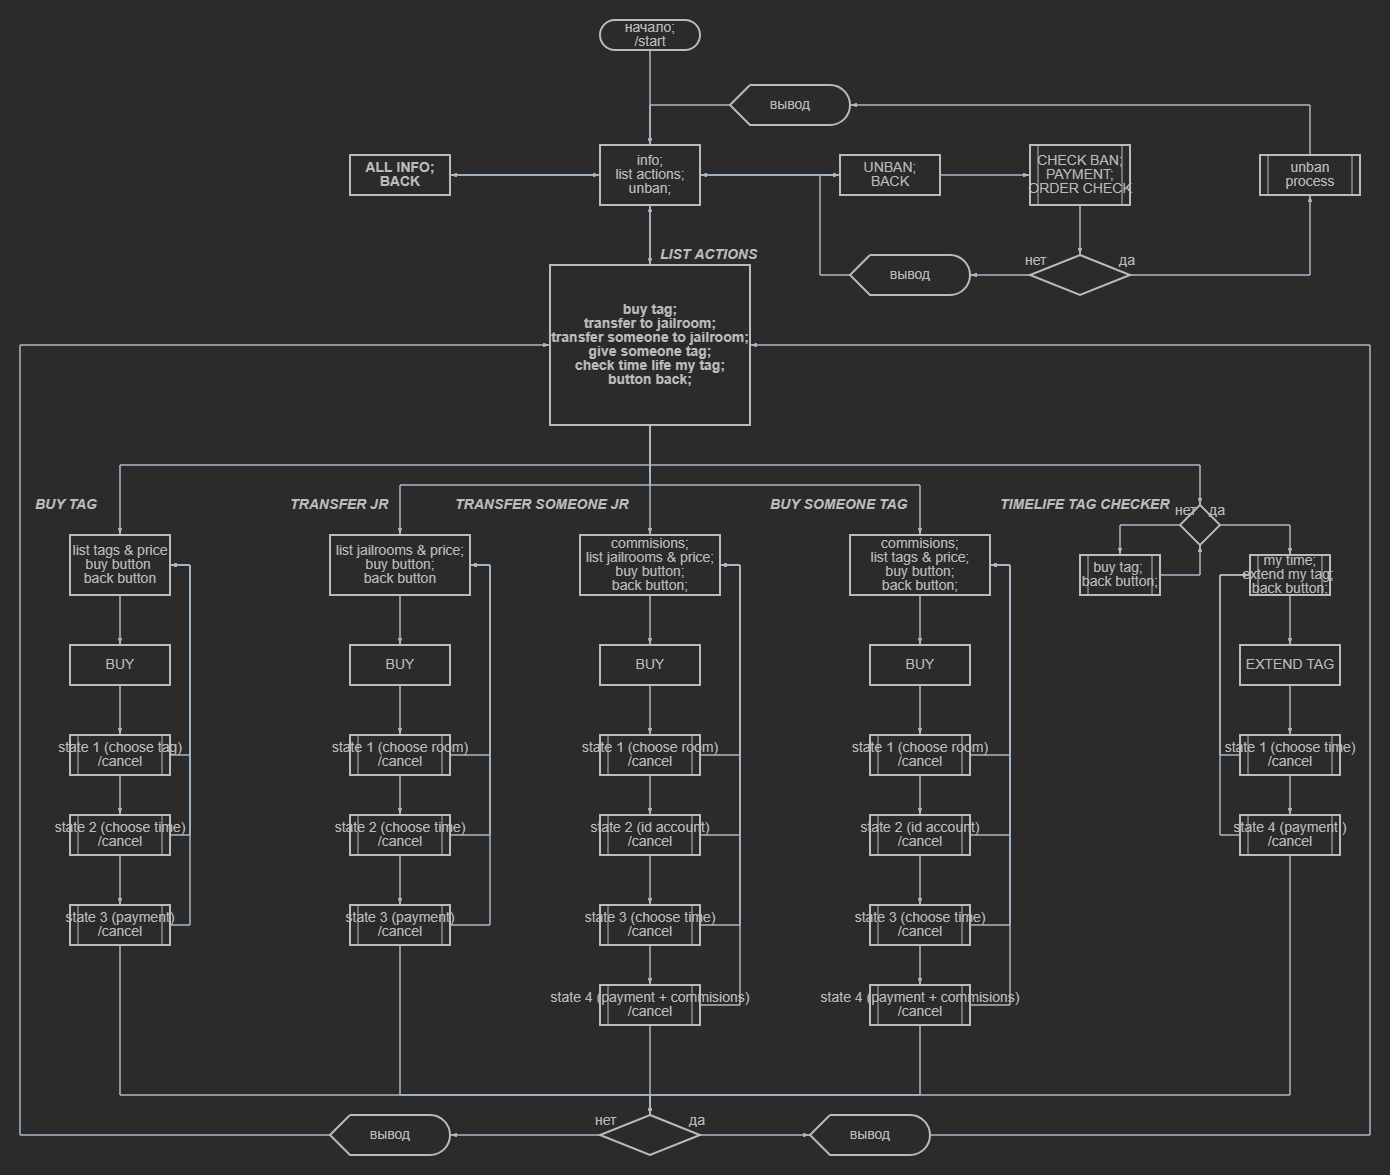 начало;
/start
вывод
ALL INFO;
BACK
info;
list actions;
unban;
UNBAN;
BACK
CHECK BAN;
PAYMENT;
ORDER CHECK
unban
process
LIST ACTIONS
нет
да
вывод
buy tag;
transfer to jailroom;
transfer someone to jailroom;
give someone tag;
check time life my tag;
button back;
BUY TAG
TRANSFER JR
TRANSFER SOMEONE JR
BUY SOMEONE TAG
TIMELIFE TAG CHECKER
нет
да
list tags & price
buy button
back button
list jailrooms & price;
buy button;
back button
commisions;
list jailrooms & price;
buy button;
back button;
commisions;
list tags & price;
buy button;
back button;
buy tag;
back button;
my time;
extend my tag;
back button;
BUY
BUY
BUY
BUY
EXTEND TAG
state 1 (choose tag)
/cancel
state 1 (choose room)
/cancel
state 1 (choose room)
/cancel
state 1 (choose room)
/cancel
state 1 (choose time)
/cancel
state 2 (choose time)
/cancel
state 2 (choose time)
/cancel
state 2 (id account)
/cancel
state 2 (id account)
/cancel
state 4 (payment )
/cancel
state 3 (payment)
/cancel
state 3 (payment)
/cancel
state 3 (choose time)
/cancel
state 3 (choose time)
/cancel
state 4 (payment + commisions)
/cancel
state 4 (payment + commisions)
/cancel
нет
да
вывод
вывод